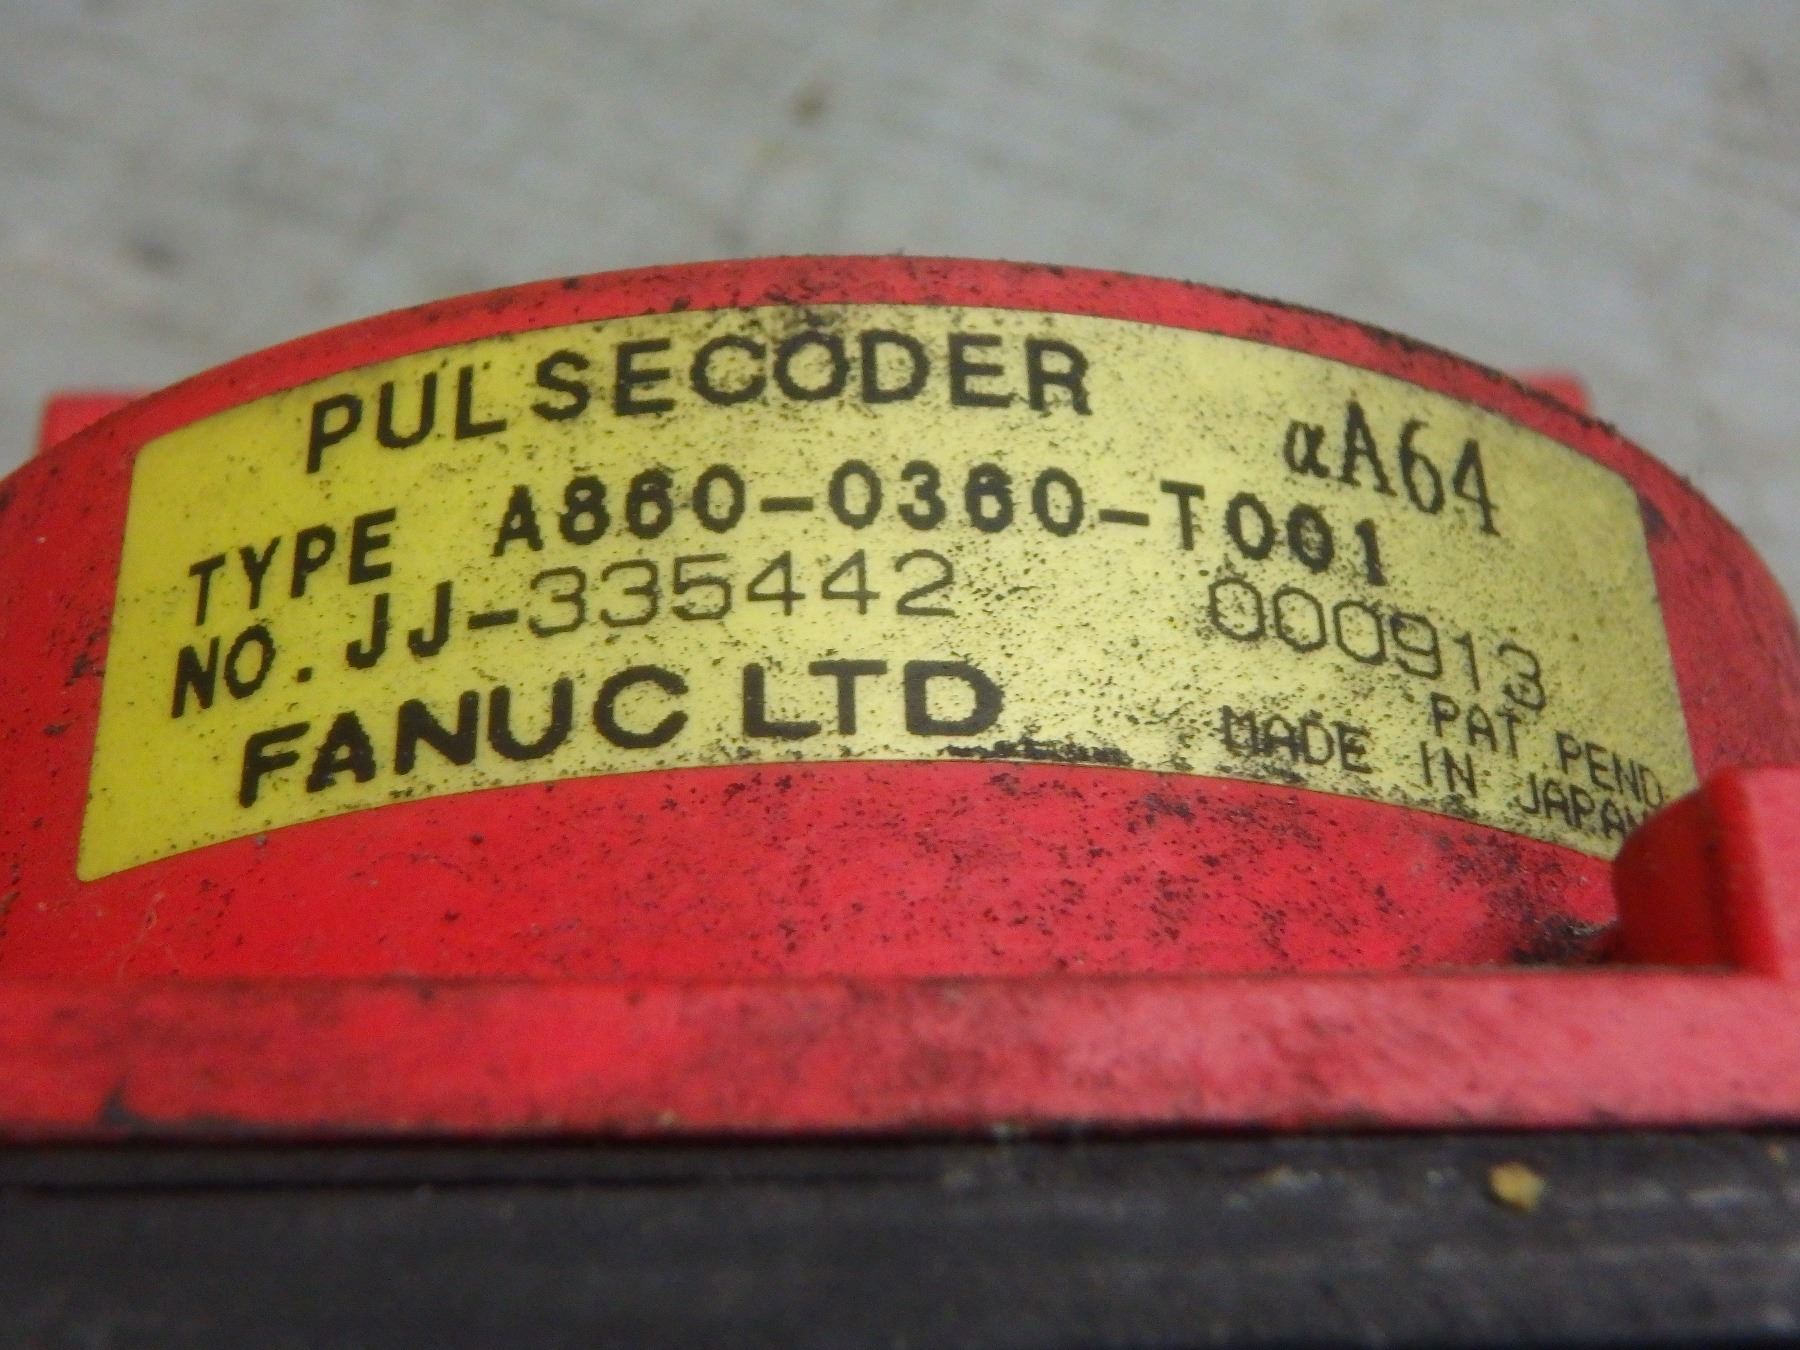 PULSECODER αA64
TYPE A860-0360-T001
NO. JJ-335442 000913
FANUC LTD PAT PEND.
MADE IN JAPAN